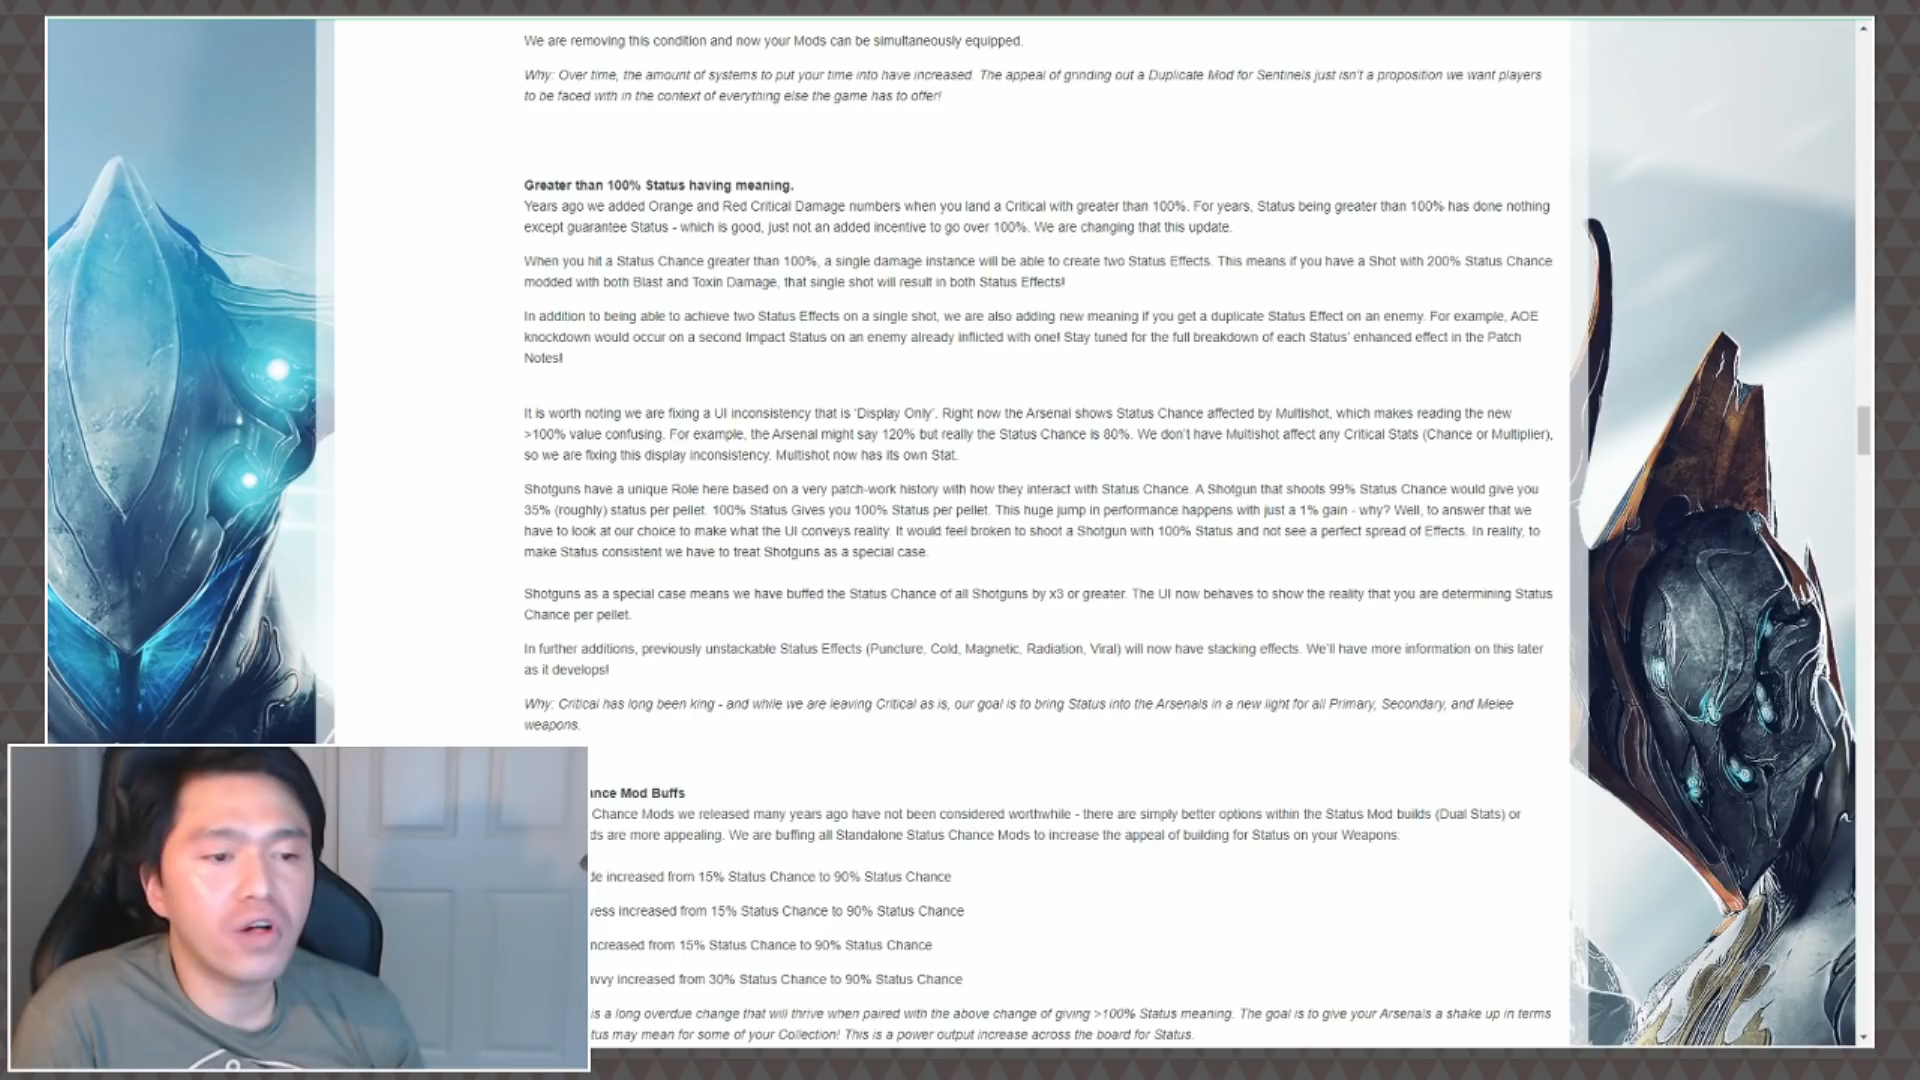 We are removing this condition and now your Mods can be simultaneously equipped.
Why: Over time, the amount of systems to put your time into have increased. The appeal of grinding out a Duplicate Mod for Sentinels just isn't a proposition we want players
to be faced with in the context of everything else the game has to offer!
Greater than 100% Status having meaning.
Years ago we added Orange and Red Critical Damage numbers when you land a Critical with greater than 100%. For years, Status being greater than 100% has done nothing
except guarantee Status - which is good, just not an added incentive to go over 100%. We are changing that this update.
When you hit a Status Chance greater than 100%, a single damage instance will be able to create two Status Effects. This means if you have a Shot with 200% Status Chance
modded with both Blast and Toxin Damage, that single shot will result in both Status Effects!
In addition to being able to achieve two Status Effects on a single shot, we are also adding new meaning if you get a duplicate Status Effect on an enemy. For example, AOE
knockdown would occur on a second Impact Status on an enemy already inflicted with one! Stay tuned for the full breakdown of each Status' enhanced effect in the Patch
Notes!
It is worth noting we are fixing a UI inconsistency that is 'Display Only'. Right now the Arsenal shows Status Chance affected by Multishot, which makes reading the new
>100% value confusing. For example, the Arsenal might say 120% but really the Status Chance is 80%. We don't have Multishot affect any Critical Stats (Chance or Multiplier),
so we are fixing this display inconsistency. Multishot now has its own Stat.
Shotguns have a unique Role here based on a very patch-work history with how they interact with Status Chance. A Shotgun that shoots 99% Status Chance would give you
35% (roughly) status per pellet. 100% Status Gives you 100% Status per pellet. This huge jump in performance happens with just a 1% gain - why? Well, to answer that we
have to look at our choice to make what the UI conveys reality. It would feel broken to shoot a Shotgun with 100% Status and not see a perfect spread of Effects. In reality, to
make Status consistent we have to treat Shotguns as a special case.
Shotguns as a special case means we have buffed the Status Chance of all Shotguns by x3 or greater. The UI now behaves to show the reality that you are determining Status
Chance per pellet.
In further additions, previously unstackable Status Effects (Puncture, Cold, Magnetic, Radiation, Viral) will now have stacking effects. We'll have more information on this later
as it develops!
Why: Critical has long been king - and while we are leaving Critical as is, our goal is to bring Status into the Arsenals in a new light for all Primary, Secondary, and Melee
weapons.
ance Mod Buffs
Chance Mods we released many years ago have not been considered worthwhile - there are simply better options within the Status Mod builds (Dual Stats) or
ds are more appealing. We are buffing all Standalone Status Chance Mods to increase the appeal of building for Status on your Weapons.
de increased from 15% Status Chance to 90% Status Chance
ess increased from 15% Status Chance to 90% Status Chance
ncreased from 15% Status Chance to 90% Status Chance
vvy increased from 30% Status Chance to 90% Status Chance
is a long overdue change that will thrive when paired with the above change of giving >100% Status meaning. The goal is to give your Arsenals a shake up in terms
tus may mean for some of your Collection! This is a power output increase across the board for Status.